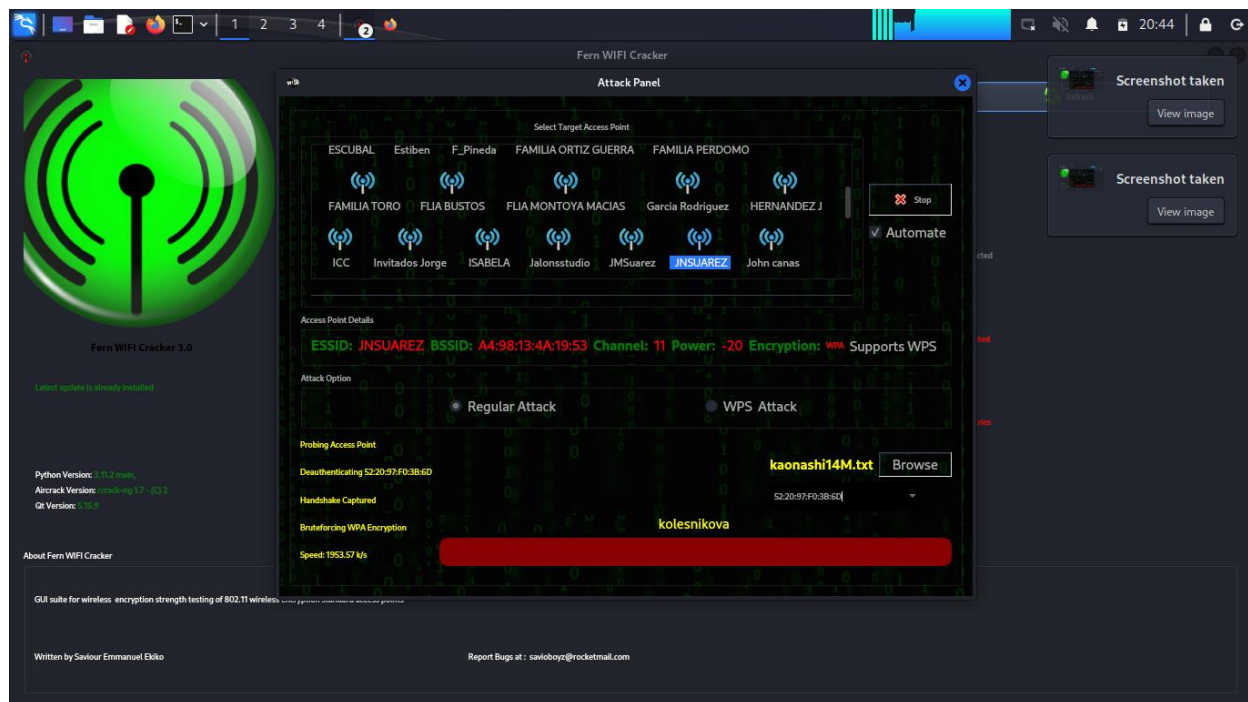 1 2 3 4 2 20:44
Fern WIFI Cracker
Attack Panel
Screenshot taken
Refresh
View image
Screenshot taken
View image
Select Target Access Point
ESCUBAL Estiben F_Pineda FAMILIA ORTIZ GUERRA FAMILIA PERDOMO
FAMILIA TORO FLIA BUSTOS FLIA MONTOYA MACIAS Garcia Rodriguez HERNANDEZ J
ICC Invitados Jorge ISABELA Jalonsstudio JMSuarez JNSUAREZ John canas
Stop
Automate
cted
Access Point Details
ESSID: JNSUAREZ BSSID: A4:98:13:4A:19:53 Channel: 11 Power: -20 Encryption: WPA Supports WPS
ted
Attack Option
Regular Attack WPS Attack
ries
Probing Access Point
Deauthenticating 52:20:97:F0:3B:6D
Handshake Captured
Bruteforcing WPA Encryption
Speed: 1953.57 k/s
kaonashi14M.txt Browse
52:20:97:F0:3B:6D
kolesnikova
Fern WIFI Cracker 3.0
Latest update is already installed
Python Version: 3.11.2 main,
Aircrack Version: rcrack-ng 1.7 - (C) 2
Qt Version: 5.15.9
About Fern WIFI Cracker
GUI suite for wireless encryption strength testing of 802.11 wireless encryption standard access points
Written by Saviour Emmanuel Ekiko
Report Bugs at : savioboyz@rocketmail.com